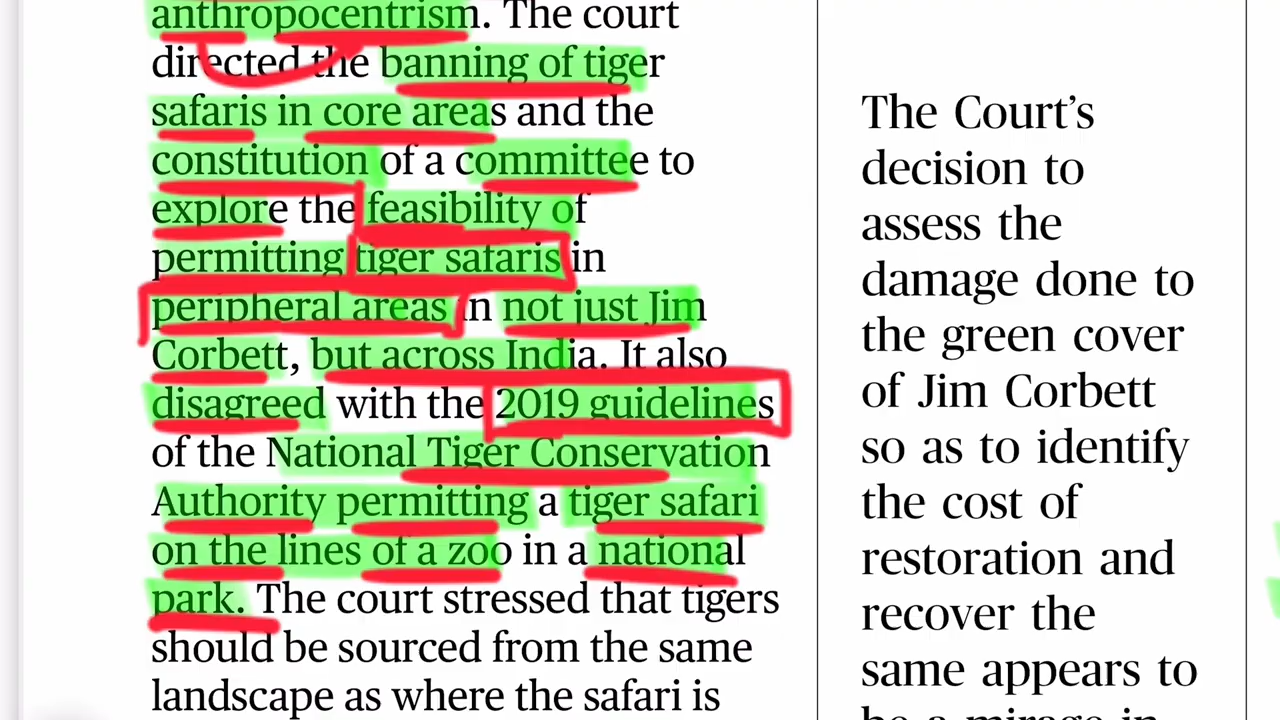 anthropocentrism. The court
directed the banning of tiger
safaris in core areas and the
constitution of a committee to
explore the feasibility of
permitting tiger safaris in
peripheral areas in not just Jim
Corbett, but across India. It also
disagreed with the 2019 guidelines
of the National Tiger Conservation
Authority permitting a tiger safari
on the lines of a zoo in a national
park. The court stressed that tigers
should be sourced from the same
landscape as where the safari is
The Court’s
decision to
assess the
damage done to
the green cover
of Jim Corbett
so as to identify
the cost of
restoration and
recover the
same appears to
be a mirage in